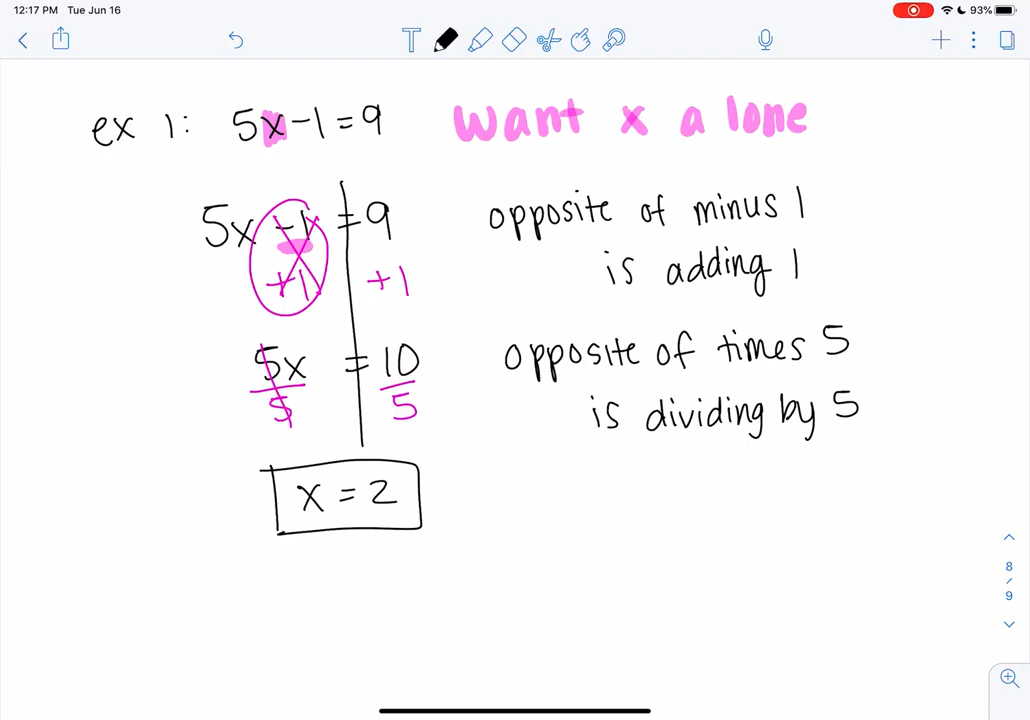 12:17 PM Tue Jun 16
93%
T
ex 1: 5x-1=9 want x alone
5x -1 = 9
opposite of minus 1
+1 +1
is adding 1
5x = 10
opposite of times 5
5 5
is dividing by 5
x = 2
8
/
9